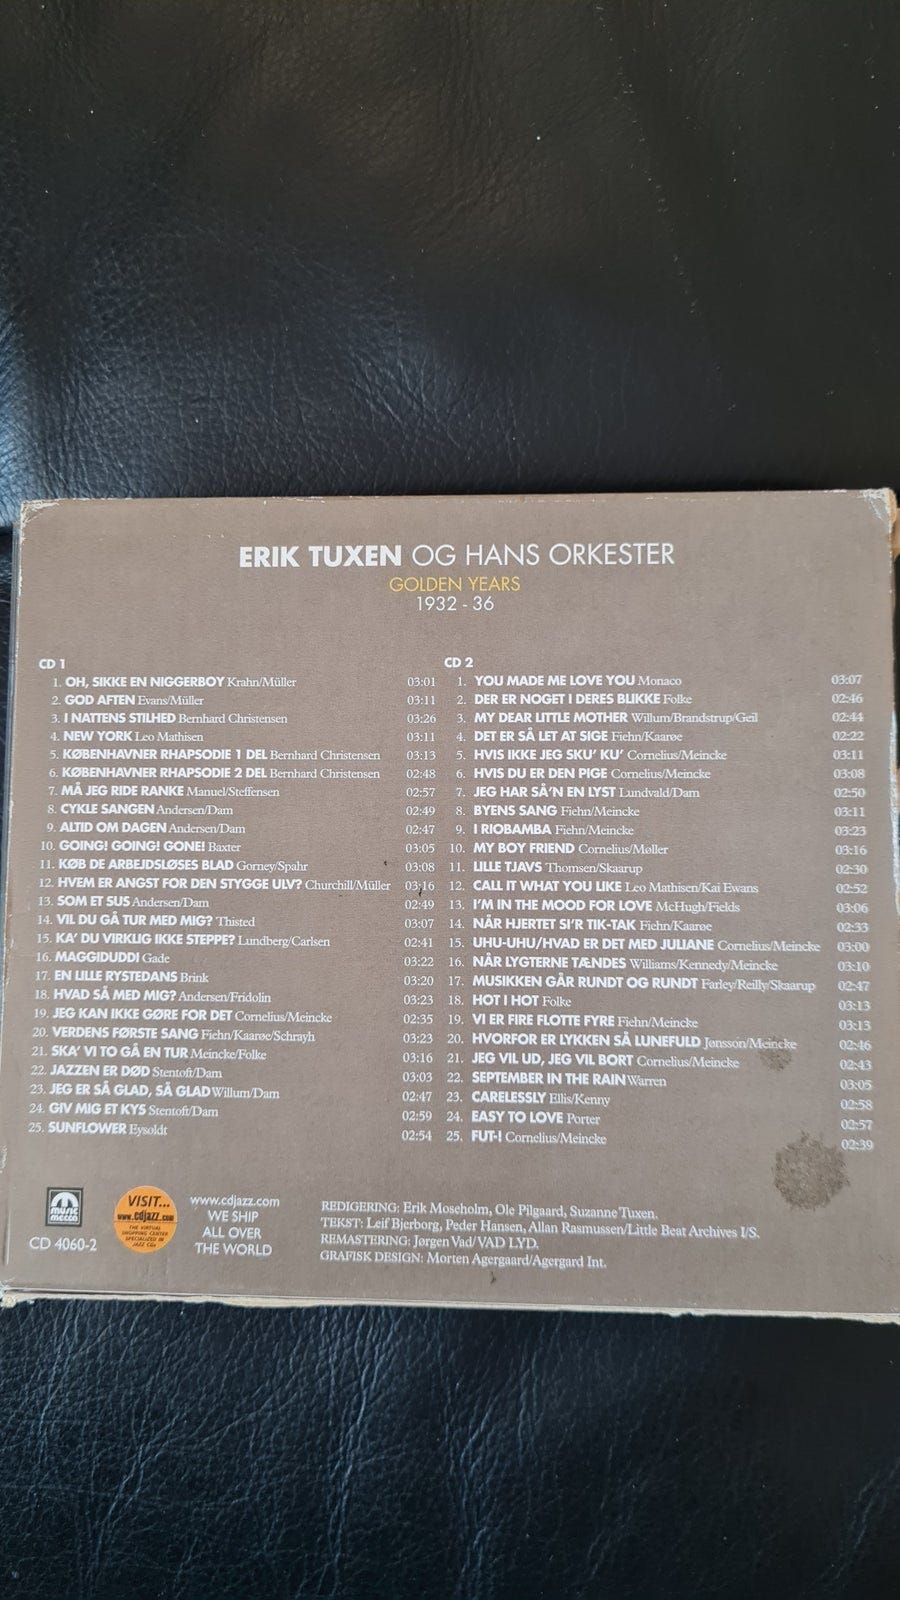 ERIK TUXEN OG HANS ORKESTER
GOLDEN YEARS
1932 - 36
CD 1
1. OH, SIKKE EN NIGGERBOY Krahn/Müller 03:01
2. GOD AFTEN Evans/Müller 03:11
3. I NATTENS STILHED Bernhard Christensen 03:26
4. NEW YORK Leo Mathisen 03:11
5. KØBENHAVNER RHAPSODIE 1 DEL Bernhard Christensen 03:13
6. KØBENHAVNER RHAPSODIE 2 DEL Bernhard Christensen 02:48
7. MÅ JEG RIDE RANKE Manuel/Steffensen 02:57
8. CYKLE SANGEN Andersen/Dam 02:49
9. ALTID OM DAGEN Andersen/Dam 02:47
10. GOING! GOING! GONE! Baxter 03:05
11. KØB DE ARBEJDSLØSES BLAD Gorney/Spahr 03:08
12. HVEM ER ANGST FOR DEN STYGGE ULV? Churchill/Müller 03:16
13. SOM ET SUS Andersen/Dam 02:49
14. VIL DU GÅ TUR MED MIG? Thisted 03:07
15. KA' DU VIRKLIG IKKE STEPPE? Lundberg/Carlsen 02:41
16. MAGGIDUDDI Gade 03:22
17. EN LILLE RYSTEDANS Brink 03:20
18. HVAD SÅ MED MIG? Andersen/Fridolin 03:23
19. JEG KAN IKKE GØRE FOR DET Cornelius/Meincke 02:35
20. VERDENS FØRSTE SANG Fiehn/Kaarøe/Schrayh 03:23
21. SKA' VI TO GÅ EN TUR Meincke/Folke 03:16
22. JAZZEN ER DØD Stentoft/Dam 03:03
23. JEG ER SÅ GLAD, SÅ GLAD Willum/Dam 02:47
24. GIV MIG ET KYS Stentoft/Dam 02:59
25. SUNFLOWER Eysoldt 02:54
CD 2
1. YOU MADE ME LOVE YOU Monaco 03:07
2. DER ER NOGET I DERES BLIKKE Folke 02:46
3. MY DEAR LITTLE MOTHER Willum/Brandstrup/Geil 02:44
4. DET ER SÅ LET AT SIGE Fiehn/Kaarøe 02:22
5. HVIS IKKE JEG SKU' KU' Cornelius/Meincke 03:11
6. HVIS DU ER DEN PIGE Cornelius/Meincke 03:08
7. JEG HAR SÅ'N EN LYST Lundvald/Dam 02:50
8. BYENS SANG Fiehn/Meincke 03:11
9. I RIOBAMBA Fiehn/Meincke 03:23
10. MY BOY FRIEND Cornelius/Møller 03:16
11. LILLE TJAVS Thomsen/Skaarup 02:30
12. CALL IT WHAT YOU LIKE Leo Mathisen/Kai Ewans 02:52
13. I'M IN THE MOOD FOR LOVE McHugh/Fields 03:06
14. NÅR HJERTET SI'R TIK-TAK Fiehn/Kaarøe 02:33
15. UHU-UHU/HVAD ER DET MED JULIANE Cornelius/Meincke 03:00
16. NÅR LYGTERNE TÆNDES Williams/Kennedy/Meincke 03:10
17. MUSIKKEN GÅR RUNDT OG RUNDT Farley/Reilly/Skaarup 02:47
18. HOT I HOT Folke 03:13
19. VI ER FIRE FLOTTE FYRE Fiehn/Meincke 03:13
20. HVORFOR ER LYKKEN SÅ LUNEFULD Jønsson/Meincke 02:46
21. JEG VIL UD, JEG VIL BORT Cornelius/Meincke 02:43
22. SEPTEMBER IN THE RAIN Warren 03:05
23. CARELESSLY Ellis/Kenny 02:58
24. EASY TO LOVE Porter 02:57
25. FUT-! Cornelius/Meincke 02:39
music
mecca
CD 4060-2
VISIT...
www.cdjazz.com
THE VIRTUAL
SHOPPING CENTER
SPECIALIZED IN
JAZZ CDs
www.cdjazz.com
WE SHIP
ALL OVER
THE WORLD
REDIGERING: Erik Moseholm, Ole Pilgaard, Suzanne Tuxen.
TEKST: Leif Bjerborg, Peder Hansen, Allan Rasmussen/Little Beat Archives I/S.
REMASTERING: Jørgen Vad/VAD LYD.
GRAFISK DESIGN: Morten Agergaard/Agergard Int.